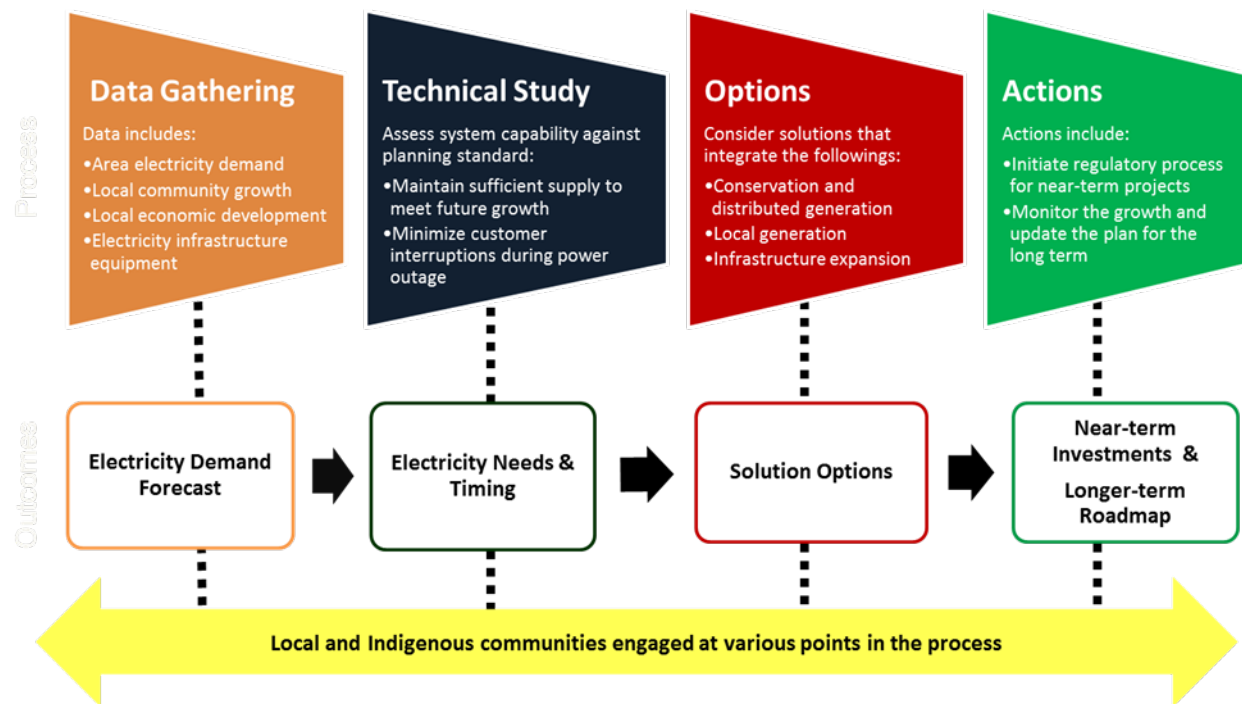 Process
Data Gathering
Data includes:
•Area electricity demand
•Local community growth
•Local economic development
•Electricity infrastructure
equipment
Technical Study
Assess system capability against
planning standard:
•Maintain sufficient supply to
meet future growth
•Minimize customer
interruptions during power
outage
Options
Consider solutions that
integrate the followings:
•Conservation and
distributed generation
•Local generation
•Infrastructure expansion
Actions
Actions include:
•Initiate regulatory process
for near-term projects
•Monitor the growth and
update the plan for the
long term
Outcomes
Electricity Demand
Forecast
Electricity Needs &
Timing
Solution Options
Near-term
Investments &
Longer-term
Roadmap
Local and Indigenous communities engaged at various points in the process